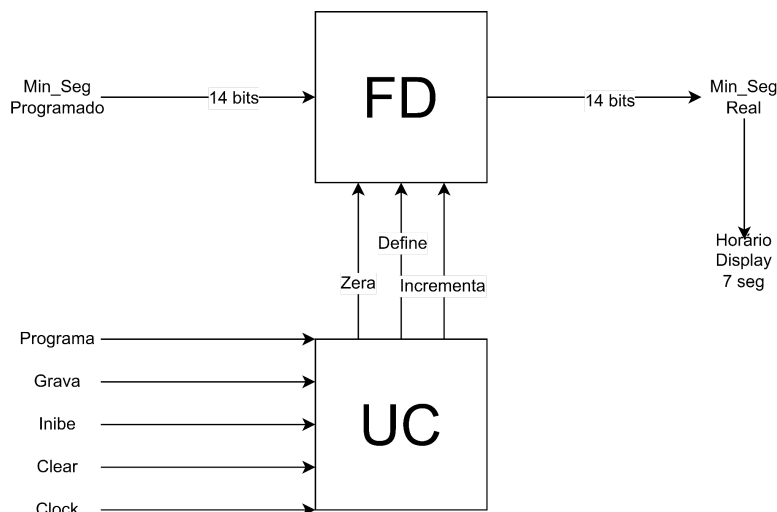 Min_Seg
Programado
14 bits
FD
14 bits
Min_Seg
Real
Define
Horário
Display
7 seg
Zera
Incrementa
Programa
Grava
Inibe
UC
Clear
Clock